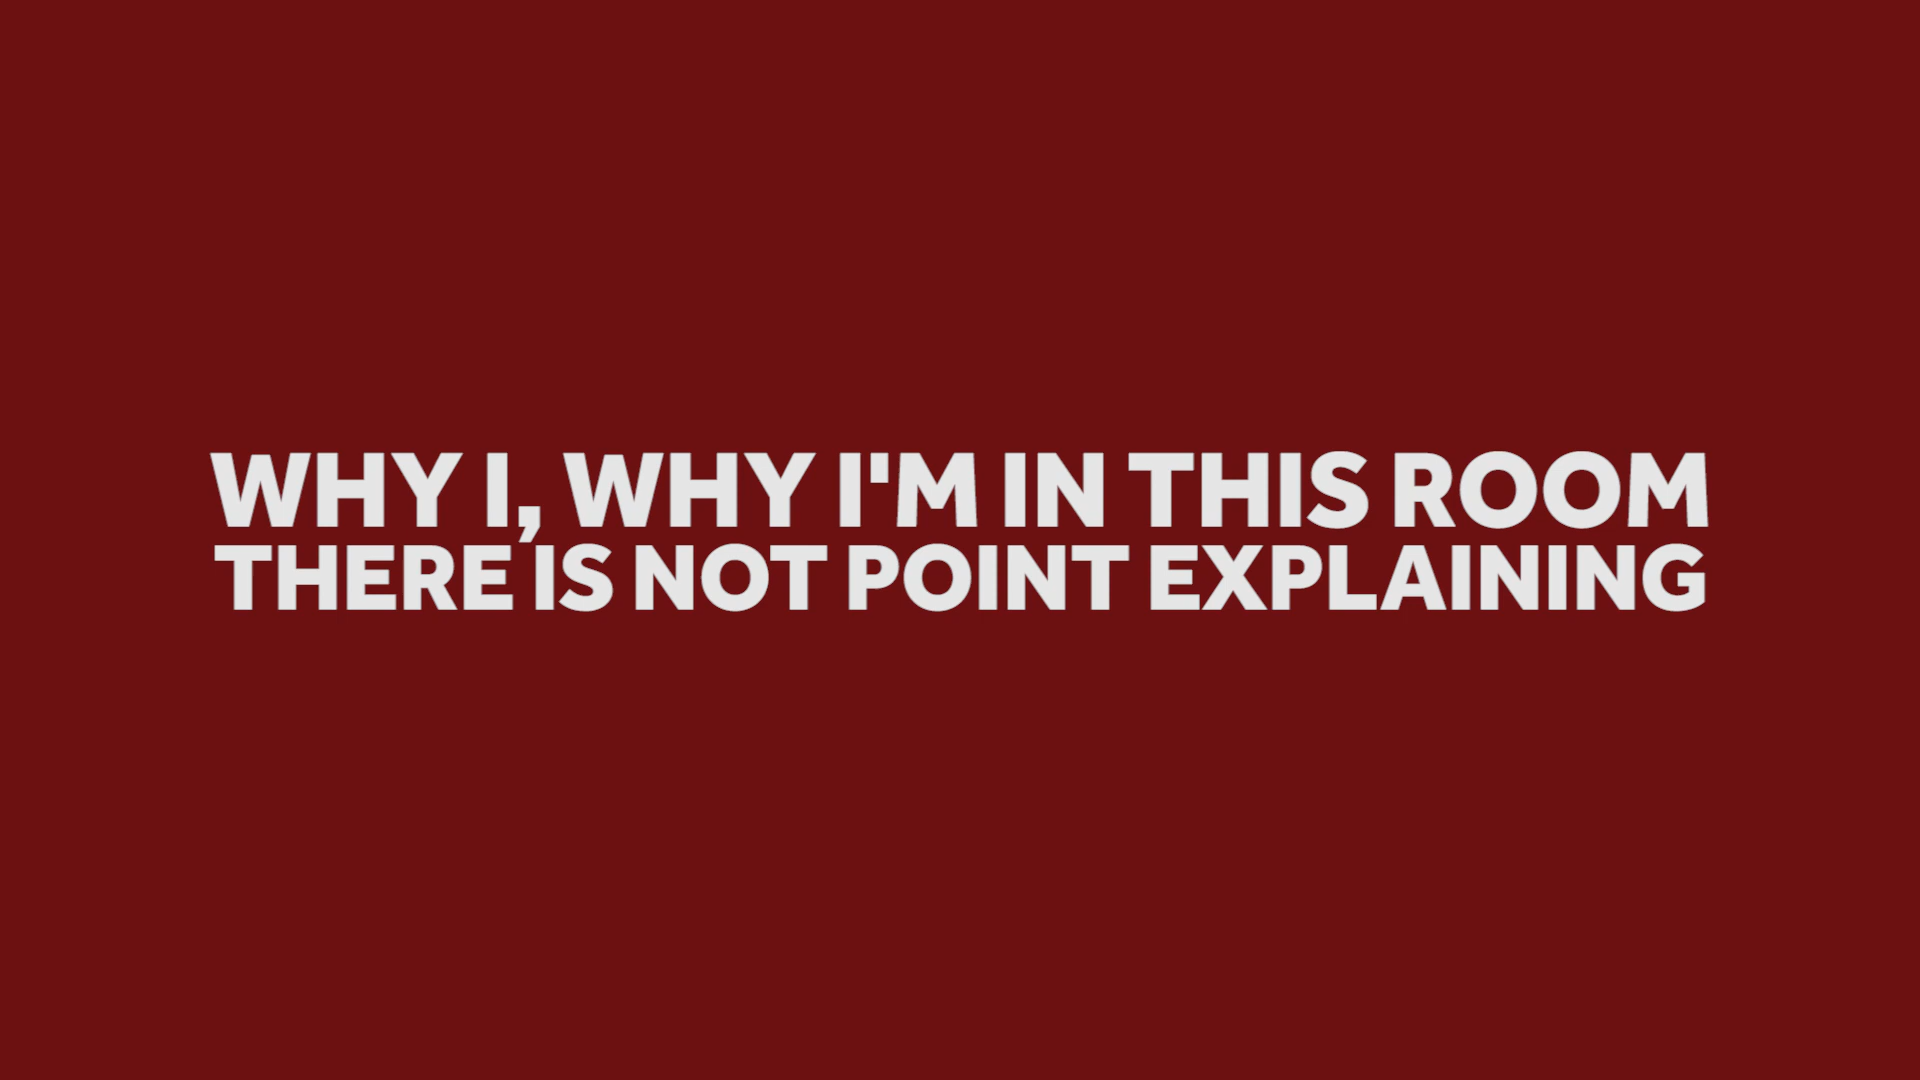 WHY I, WHY I'M IN THIS ROOM
THERE IS NOT POINT EXPLAINING